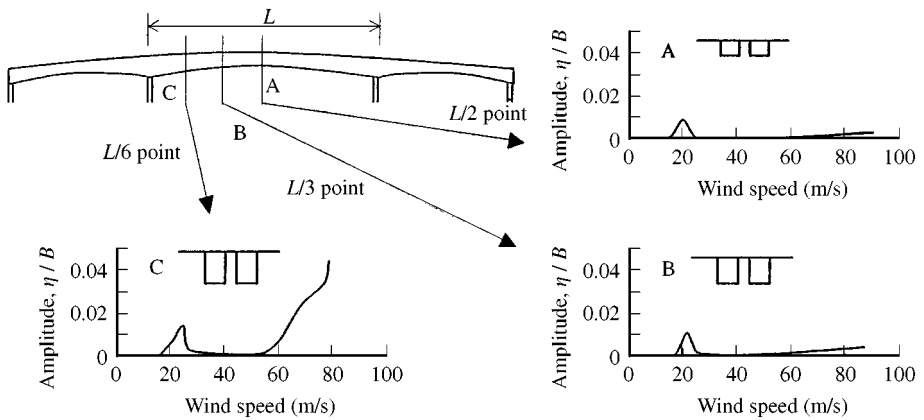 L
C
A
B
L/2 point
L/6 point
L/3 point
Amplitude, η / B
0.04
0.02
0
A
0 20 40 60 80 100
Wind speed (m/s)
Amplitude, η / B
0.04
0.02
0
C
0 20 40 60 80 100
Wind speed (m/s)
Amplitude, η / B
0.04
0.02
0
B
0 20 40 60 80 100
Wind speed (m/s)